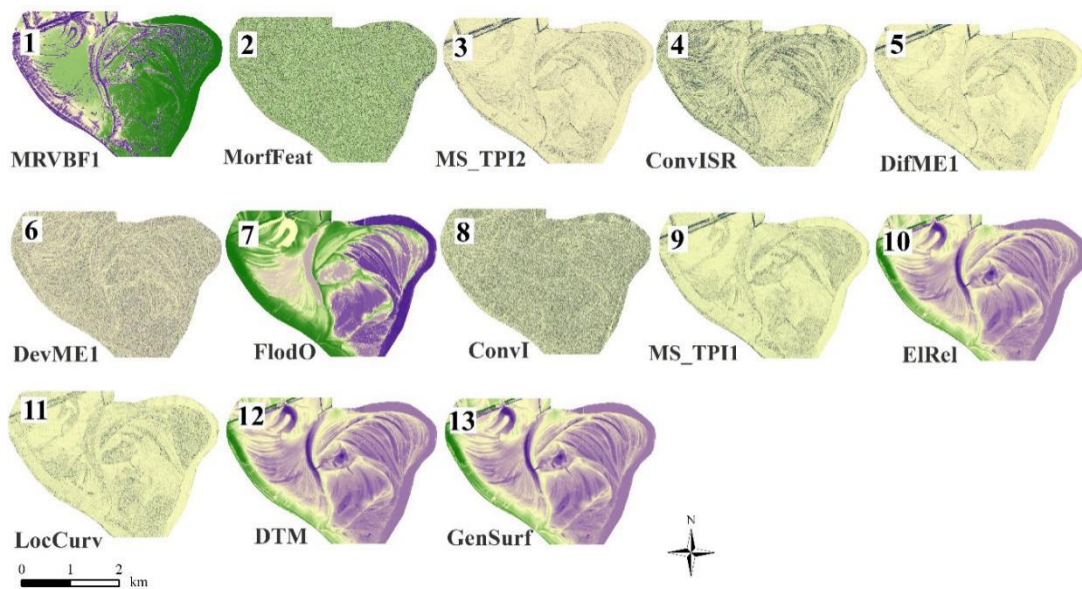 1
MRVBF1
2
MorfFeat
3
MS_TPI2
4
ConvISR
5
DifME1
6
DevME1
7
FlodO
8
ConvI
9
MS_TPI1
10
ElRel
11
LocCurv
12
DTM
13
GenSurf
N
0 1 2
km